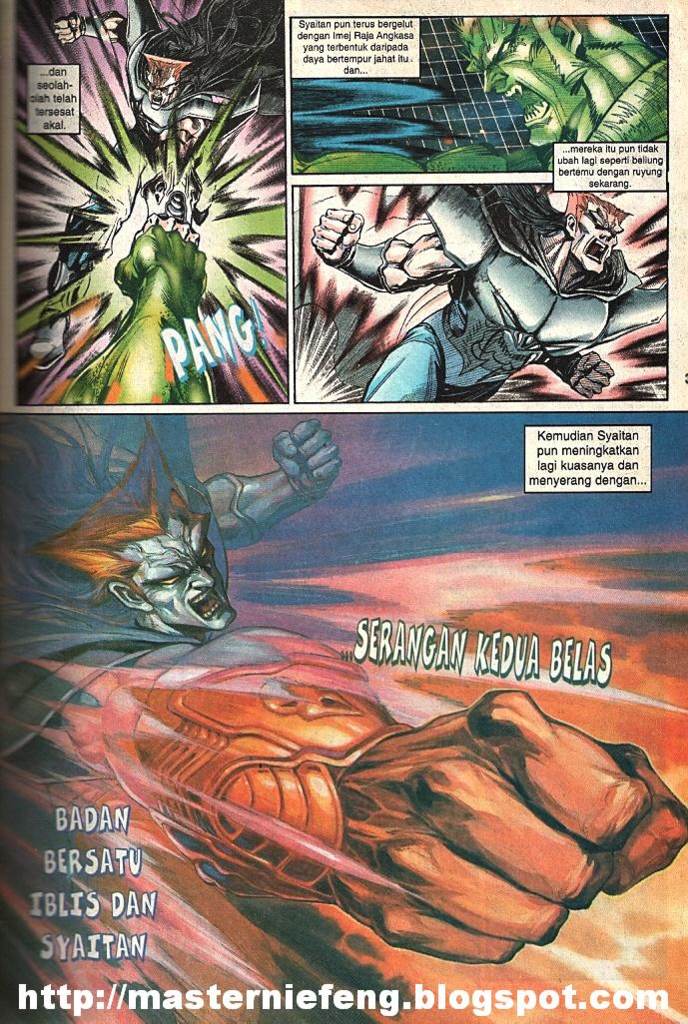 ...dan
seolah-
olah telah
tersesat
akal.
PANG!
Syaitan pun terus bergelut
dengan Imej Raja Angkasa
yang terbentuk daripada
daya bertempur jahat itu
dan...
...mereka itu pun tidak
ubah lagi seperti beliung
bertemu dengan ruyung
sekarang.
Kemudian Syaitan
pun meningkatkan
lagi kuasanya dan
menyerang dengan...
...SERANGAN KEDUA BELAS
BADAN
BERSATU
IBLIS DAN
SYAITAN
http://masterniefeng.blogspot.com